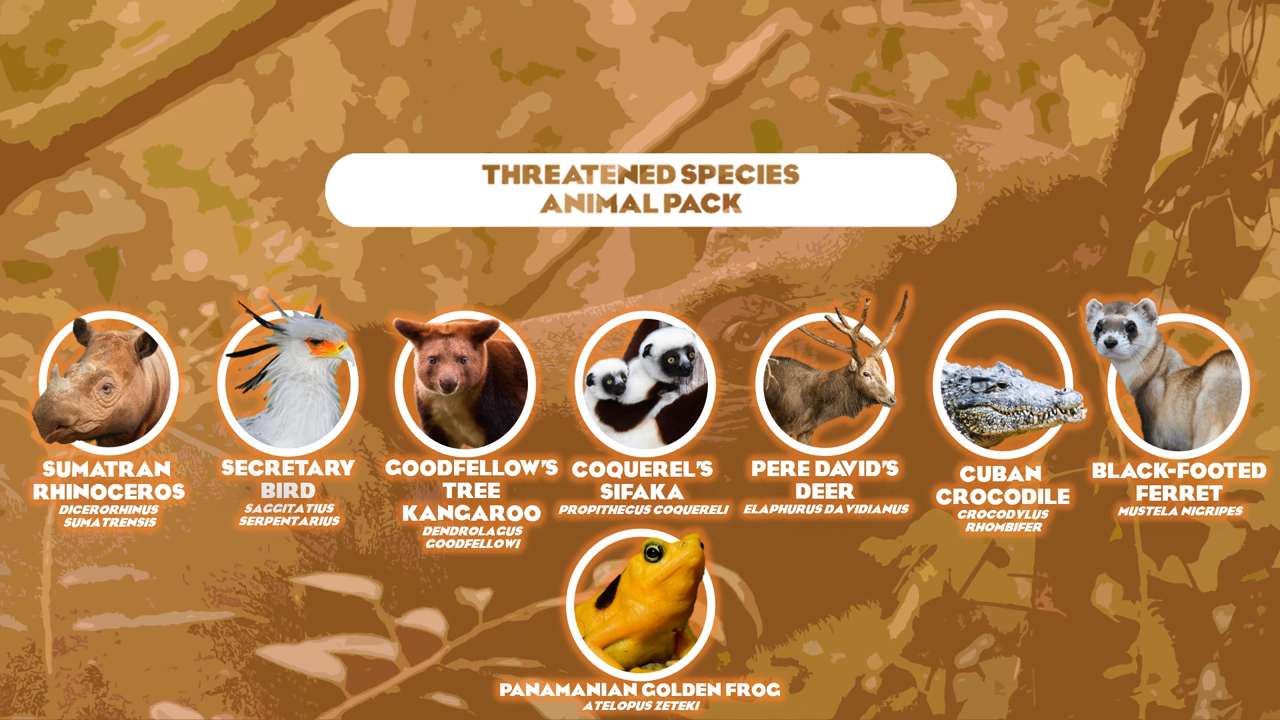 THREATENED SPECIES
ANIMAL PACK
SUMATRAN
RHINOCEROS
DICERORHINUS
SUMATRENSIS
SECRETARY
BIRD
SAGGITATIUS
SERPENTARIUS
GOODFELLOW'S
TREE
KANGAROO
DENDROLAGUS
GOODFELLOWI
COQUEREL'S
SIFAKA
PROPITHECUS COQUERELI
PERE DAVID'S
DEER
ELAPHURUS DAVIDIANUS
CUBAN
CROCODILE
CROCODYLUS
RHOMBIFER
BLACK-FOOTED
FERRET
MUSTELA NIGRIPES
PANAMANIAN GOLDEN FROG
ATELOPUS ZETEKI